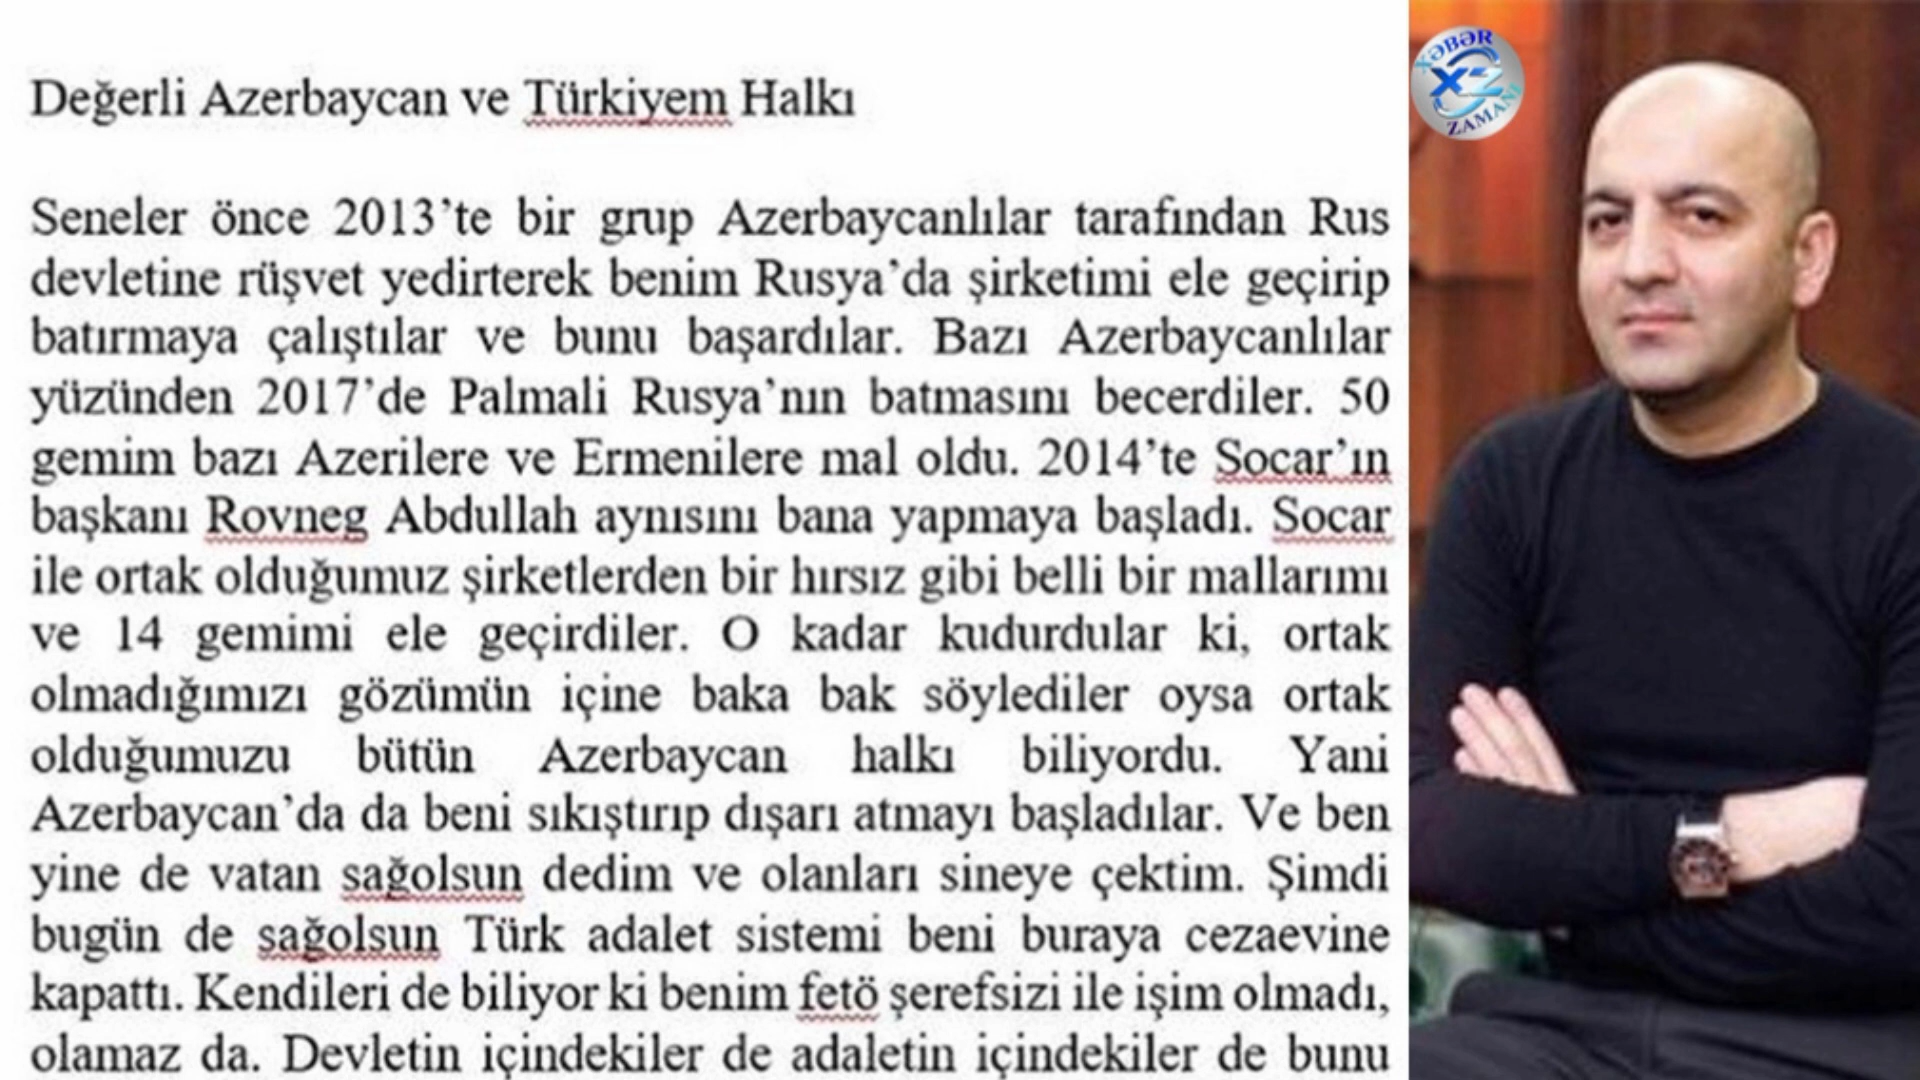 Değerli Azerbaycan ve Türkiyem Halkı
Seneler önce 2013’te bir grup Azerbaycanlılar tarafından Rus
devletine rüşvet yedirterek benim Rusya’da şirketimi ele geçirip
batırmaya çalıştılar ve bunu başardılar. Bazı Azerbaycanlılar
yüzünden 2017’de Palmali Rusya’nın batmasını becerdiler. 50
gemim bazı Azerilere ve Ermenilere mal oldu. 2014’te Socar’ın
başkanı Rovneg Abdullah aynısını bana yapmaya başladı. Socar
ile ortak olduğumuz şirketlerden bir hırsız gibi belli bir mallarımı
ve 14 gemimi ele geçirdiler. O kadar kudurdular ki, ortak
olmadığımızı gözümün içine baka bak söylediler oysa ortak
olduğumuzu bütün Azerbaycan halkı biliyordu. Yani
Azerbaycan’da da beni sıkıştırıp dışarı atmayı başladılar. Ve ben
yine de vatan sağolsun dedim ve olanları sineye çektim. Şimdi
bugün de sağolsun Türk adalet sistemi beni buraya cezaevine
kapattı. Kendileri de biliyor ki benim fetö şerefsizi ile işim olmadı,
olamaz da. Devletin içindekiler de adaletin içindekiler de bunu
XƏBƏR
XZ
ZAMANI